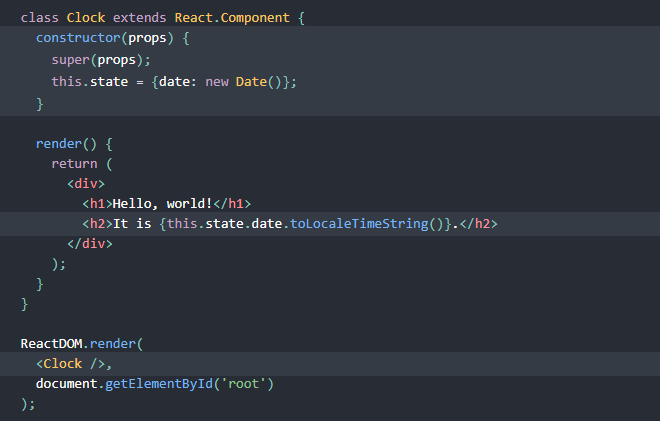 class Clock extends React.Component {
  constructor(props) {
    super(props);
    this.state = {date: new Date()};
  }

  render() {
    return (
      <div>
        <h1>Hello, world!</h1>
        <h2>It is {this.state.date.toLocaleTimeString()}.</h2>
      </div>
    );
  }
}

ReactDOM.render(
  <Clock />,
  document.getElementById('root')
);